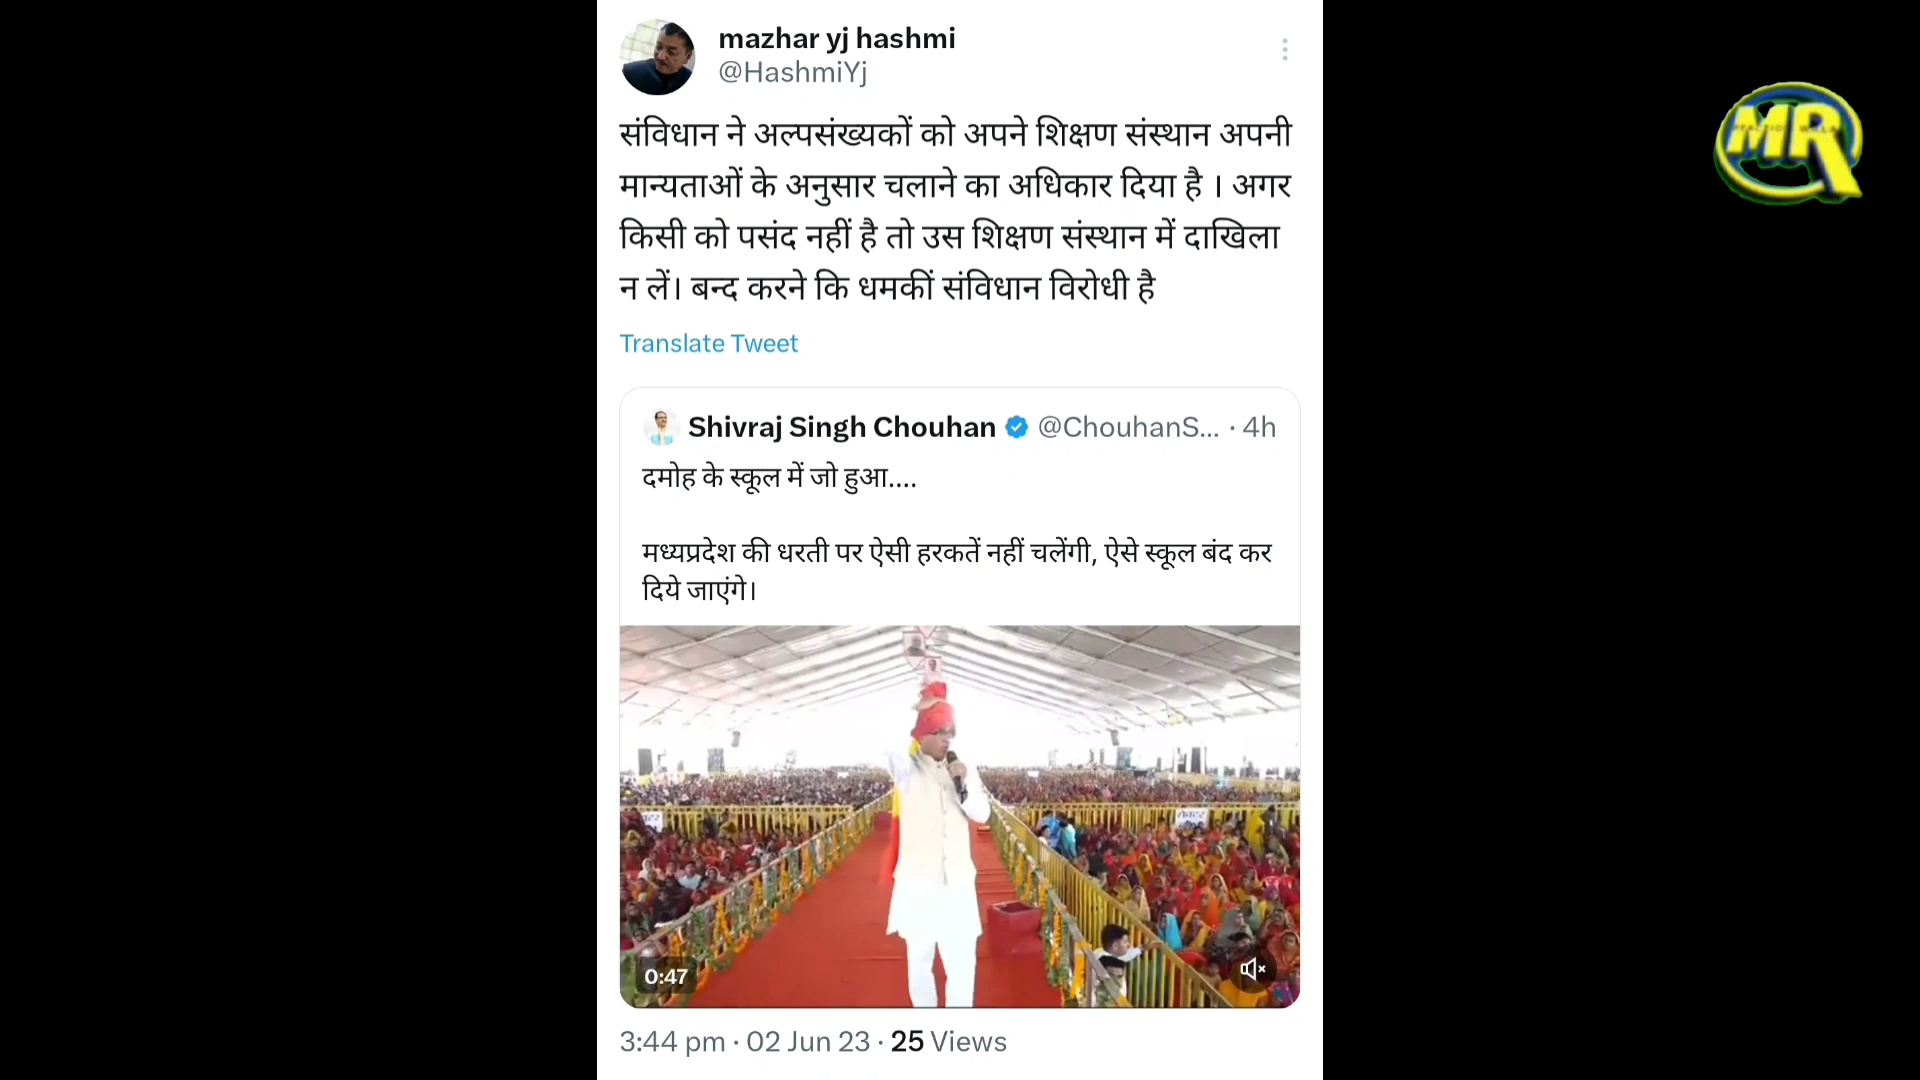 mazhar yj hashmi
@HashmiYj
संविधान ने अल्पसंख्यकों को अपने शिक्षण संस्थान अपनी
मान्यताओं के अनुसार चलाने का अधिकार दिया है । अगर
किसी को पसंद नहीं है तो उस शिक्षण संस्थान में दाखिला
न लें। बन्द करने कि धमकीं संविधान विरोधी है
Translate Tweet
Shivraj Singh Chouhan @ChouhanS... · 4h
दमोह के स्कूल में जो हुआ....
मध्यप्रदेश की धरती पर ऐसी हरकतें नहीं चलेंगी, ऐसे स्कूल बंद कर
दिये जाएंगे।
0:47
3:44 pm · 02 Jun 23 · 25 Views
MR